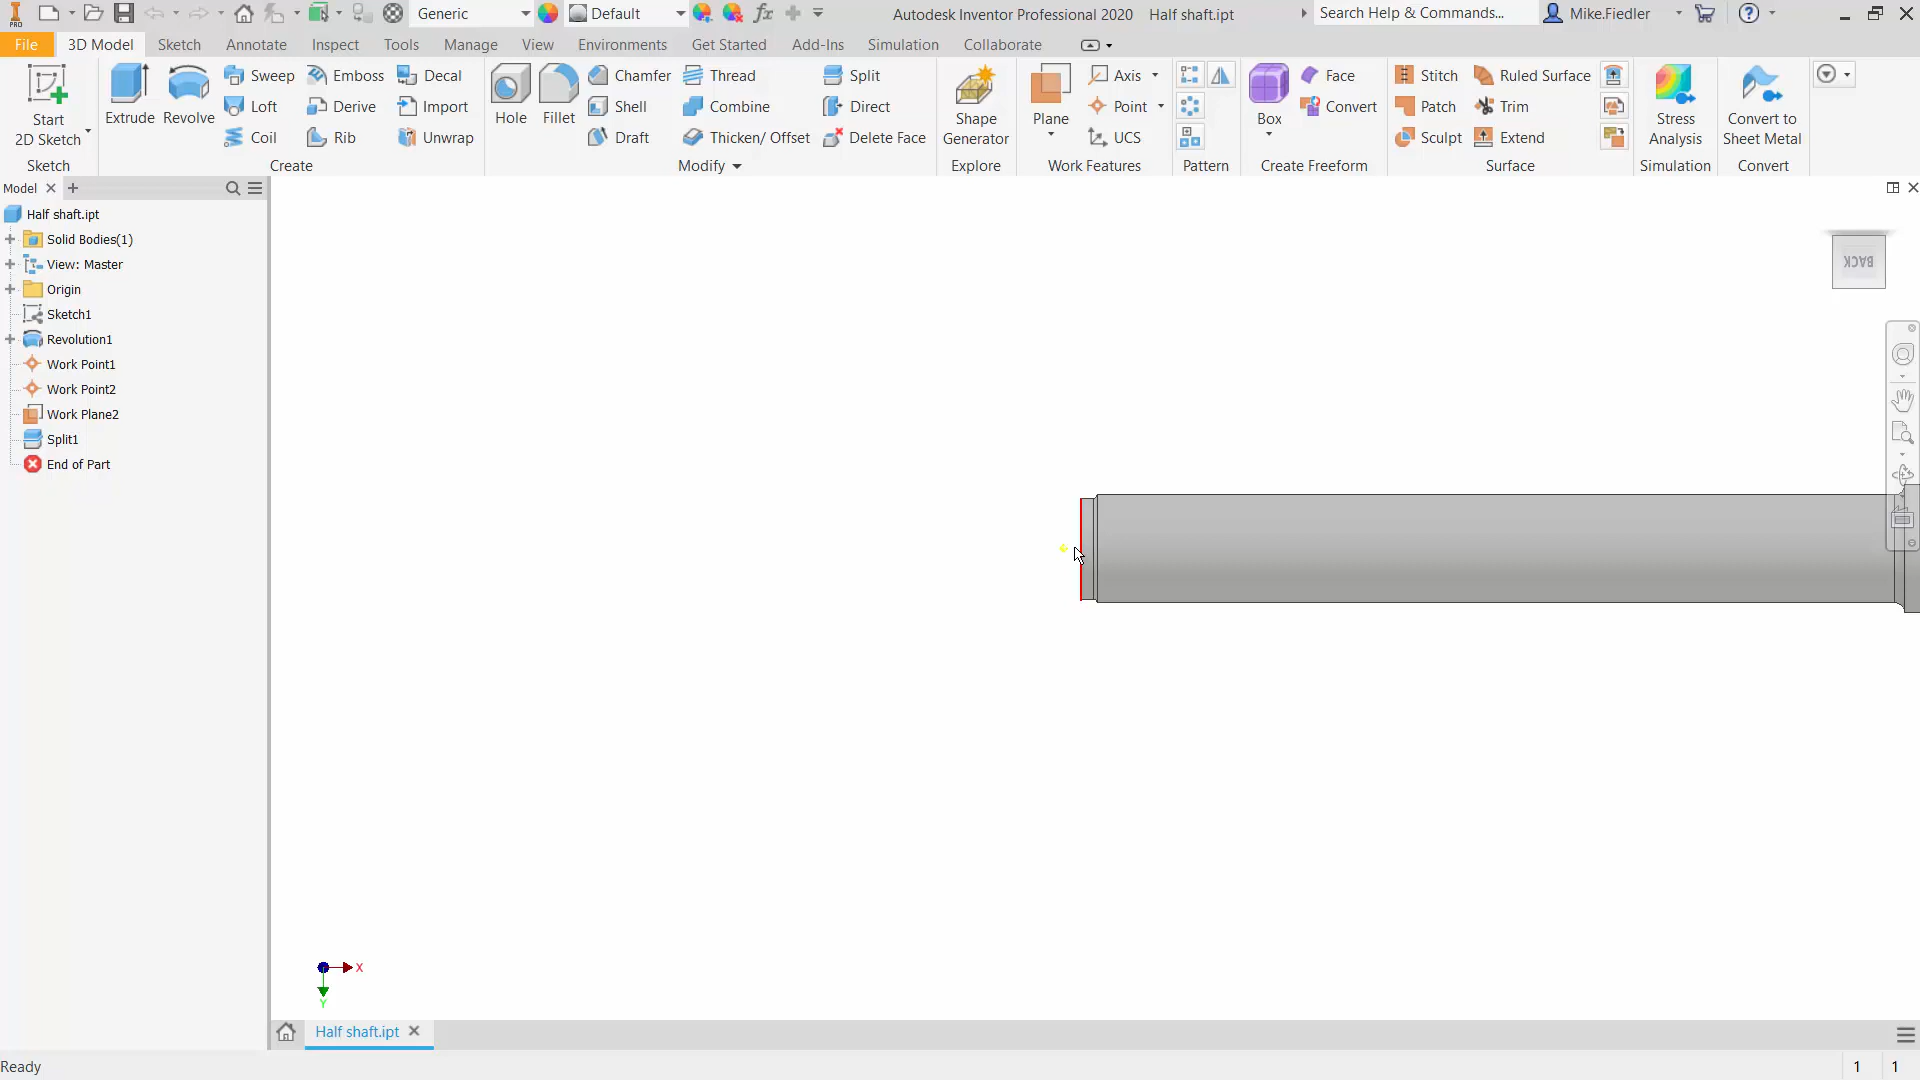 PRO
Generic
Default
fx
Autodesk Inventor Professional 2020 Half shaft.ipt
Search Help & Commands...
Mike.Fiedler
File
3D Model
Sketch
Annotate
Inspect
Tools
Manage
View
Environments
Get Started
Add-Ins
Simulation
Collaborate
Start
2D Sketch
Sketch
Extrude
Revolve
Sweep
Loft
Coil
Emboss
Derive
Rib
Decal
Import
Unwrap
Create
Hole
Fillet
Chamfer
Shell
Draft
Thread
Combine
Thicken/ Offset
Split
Direct
Delete Face
Modify
Shape
Generator
Explore
Plane
Axis
Point
UCS
Work Features
Pattern
Box
Face
Convert
Create Freeform
Stitch
Patch
Sculpt
Ruled Surface
Trim
Extend
Surface
Stress
Analysis
Simulation
Convert to
Sheet Metal
Convert
Model
Half shaft.ipt
Solid Bodies(1)
View: Master
Origin
Sketch1
Revolution1
Work Point1
Work Point2
Work Plane2
Split1
End of Part
BACK
X
Y
Half shaft.ipt
Ready
1 1